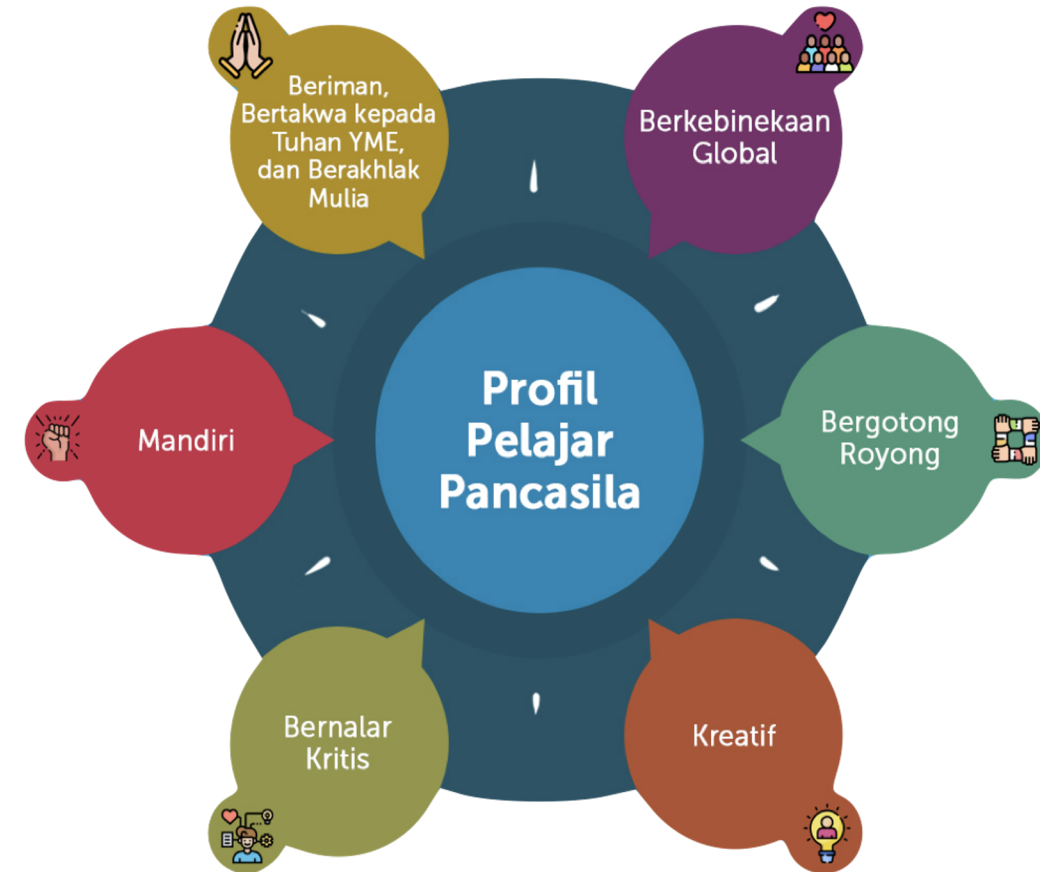 Beriman,
Bertakwa kepada
Tuhan YME,
dan Berakhlak
Mulia
Berkebinekaan
Global
Mandiri
Profil
Pelajar
Pancasila
Bergotong
Royong
Bernalar
Kritis
Kreatif